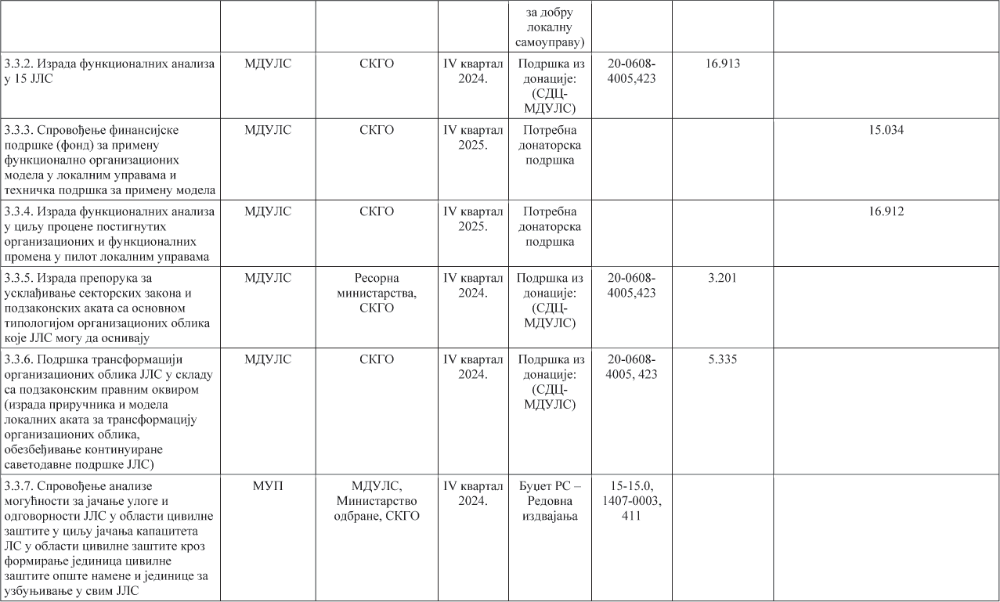 за добру
локалну
самоуправу)
3.3.2. Израда функционалних анализа
у 15 ЈЛС
МДУЛС
СКГО
IV квартал
2024.
Подршка из
донације:
(СДЦ-
МДУЛС)
20-0608-
4005,423
16.913
3.3.3. Спровођење финансијске
подршке (фонд) за примену
функционално организационих
модела у локалним управама и
техничка подршка за примену модела
МДУЛС
СКГО
IV квартал
2025.
Потребна
донаторска
подршка
15.034
3.3.4. Израда функционалних анализа
у циљу процене постигнутих
организационих и функционалних
промена у пилот локалним управама
МДУЛС
СКГО
IV квартал
2025.
Потребна
донаторска
подршка
16.912
3.3.5. Израда препорука за
усклађивање секторских закона и
подзаконских аката са основном
типологијом организационих облика
које ЈЛС могу да оснивају
МДУЛС
Ресорна
министарства,
СКГО
IV квартал
2024.
Подршка из
донације:
(СДЦ-
МДУЛС)
20-0608-
4005,423
3.201
3.3.6. Подршка трансформацији
организационих облика ЈЛС у складу
са подзаконским правним оквиром
(израда приручника и модела
локалних аката за трансформацију
организационих облика,
обезбеђивање континуиране
саветодавне подршке ЈЛС)
МДУЛС
СКГО
IV квартал
2024.
Подршка из
донације:
(СДЦ-
МДУЛС)
20-0608-
4005, 423
5.335
3.3.7. Спровођење анализе
могућности за јачање улоге и
одговорности ЈЛС у области цивилне
заштите у циљу јачања капацитета
ЛС у области цивилне заштите кроз
формирање јединица цивилне
заштите опште намене и јединице за
узбуњивање у свим ЈЛС
МУП
МДУЛС,
Министарство
одбране, СКГО
IV квартал
2024.
Буџет РС –
Редовна
издвајања
15-15.0,
1407-0003,
411